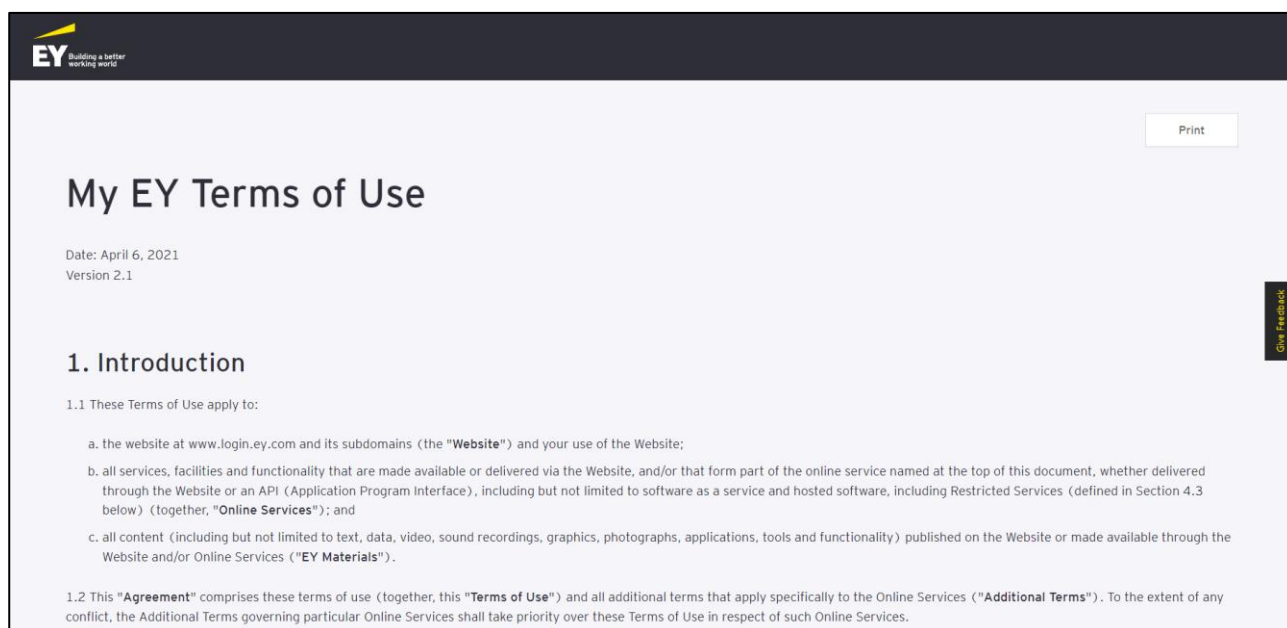 EY
Building a better
working world
Print
My EY Terms of Use
Date: April 6, 2021
Version 2.1
Give Feedback
1. Introduction
1.1 These Terms of Use apply to:
a. the website at www.login.ey.com and its subdomains (the "Website") and your use of the Website;
b. all services, facilities and functionality that are made available or delivered via the Website, and/or that form part of the online service named at the top of this document, whether delivered
through the Website or an API (Application Program Interface), including but not limited to software as a service and hosted software, including Restricted Services (defined in Section 4.3
below) (together, "Online Services"); and
c. all content (including but not limited to text, data, video, sound recordings, graphics, photographs, applications, tools and functionality) published on the Website or made available through the
Website and/or Online Services ("EY Materials").
1.2 This "Agreement" comprises these terms of use (together, this "Terms of Use") and all additional terms that apply specifically to the Online Services ("Additional Terms"). To the extent of any
conflict, the Additional Terms governing particular Online Services shall take priority over these Terms of Use in respect of such Online Services.